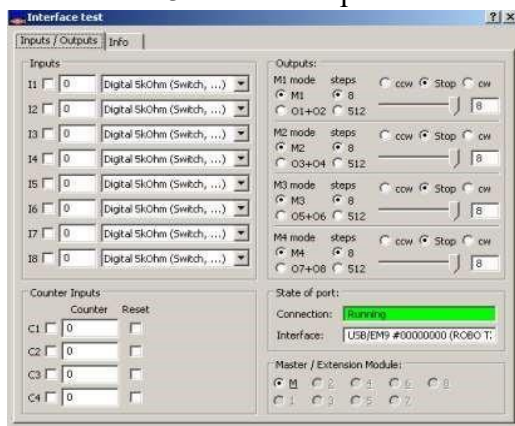 Interface test
Inputs / Outputs Info
Inputs
I1 0 Digital 5kOhm (Switch, ...)
I2 0 Digital 5kOhm (Switch, ...)
I3 0 Digital 5kOhm (Switch, ...)
I4 0 Digital 5kOhm (Switch, ...)
I5 0 Digital 5kOhm (Switch, ...)
I6 0 Digital 5kOhm (Switch, ...)
I7 0 Digital 5kOhm (Switch, ...)
I8 0 Digital 5kOhm (Switch, ...)
Counter Inputs
Counter Reset
C1 0
C2 0
C3 0
C4 0
Outputs:
M1 mode steps ccw Stop cw
M1 8
O1+O2 512 8
M2 mode steps ccw Stop cw
M2 8
O3+O4 512 8
M3 mode steps ccw Stop cw
M3 8
O5+O6 512 8
M4 mode steps ccw Stop cw
M4 8
O7+O8 512 8
State of port:
Connection: Running
Interface: USB/EM9 #00000000 (ROBO T
Master / Extension Module:
M 2 4 6 8
1 3 5 7